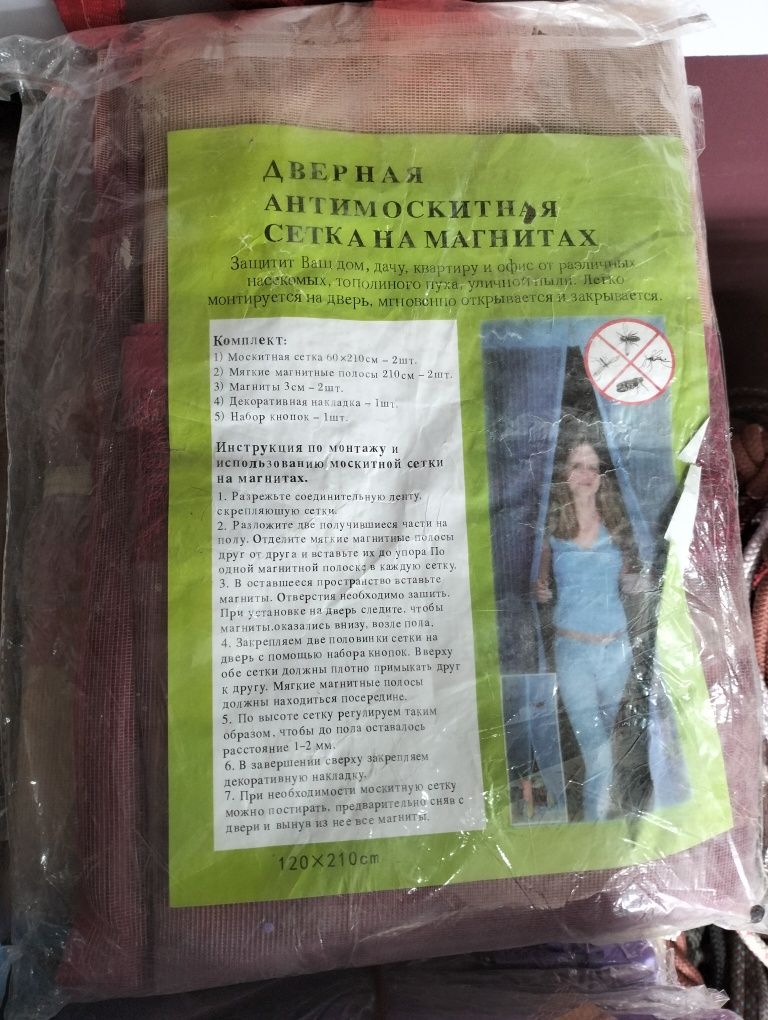 ДВЕРНАЯ
АНТИМОСКИТНАЯ
СЕТКА НА МАГНИТАХ
Защитит Ваш дом, дачу, квартиру и офис от различных
насекомых, тополиного пуха, уличной пыли. Легко
монтируется на дверь, мгновенно открывается и закрывается.
Комплект:
1) Москитная сетка 60×210см – 2шт.
2) Мягкие магнитные полосы 210см – 2шт.
3) Магниты 3см – 2шт.
4) Декоративная накладка – 1шт.
5) Набор кнопок – 1шт.
Инструкция по монтажу и
использованию москитной сетки
на магнитах.
1. Разрежьте соединительную ленту,
скрепляюшую сетки.
2. Разложите две получившиеся части на
полу. Отделите мягкие магнитные полосы
друг от друга и вставьте их до упора По
одной магнитной полоске в каждую сетку.
3. В оставшееся пространство вставьте
магниты. Отверстия необходимо зашить.
При установке на дверь следите, чтобы
магниты.оказались внизу, возле пола.
4. Закрепляем две половинки сетки на
дверь с помощью набора кнопок. Вверху
обе сетки должны плотно примыкать друг
к другу. Мягкие магнитные полосы
должны находиться посередине.
5. По высоте сетку регулируем таким
образом, чтобы до пола оставалось
расстояние 1–2 мм.
6. В завершении сверху закрепляем
декоративную накладку.
7. При необходимости москитную сетку
можно постирать, предварительно сняв с
двери и вынув из нее все магниты.
120×210cm